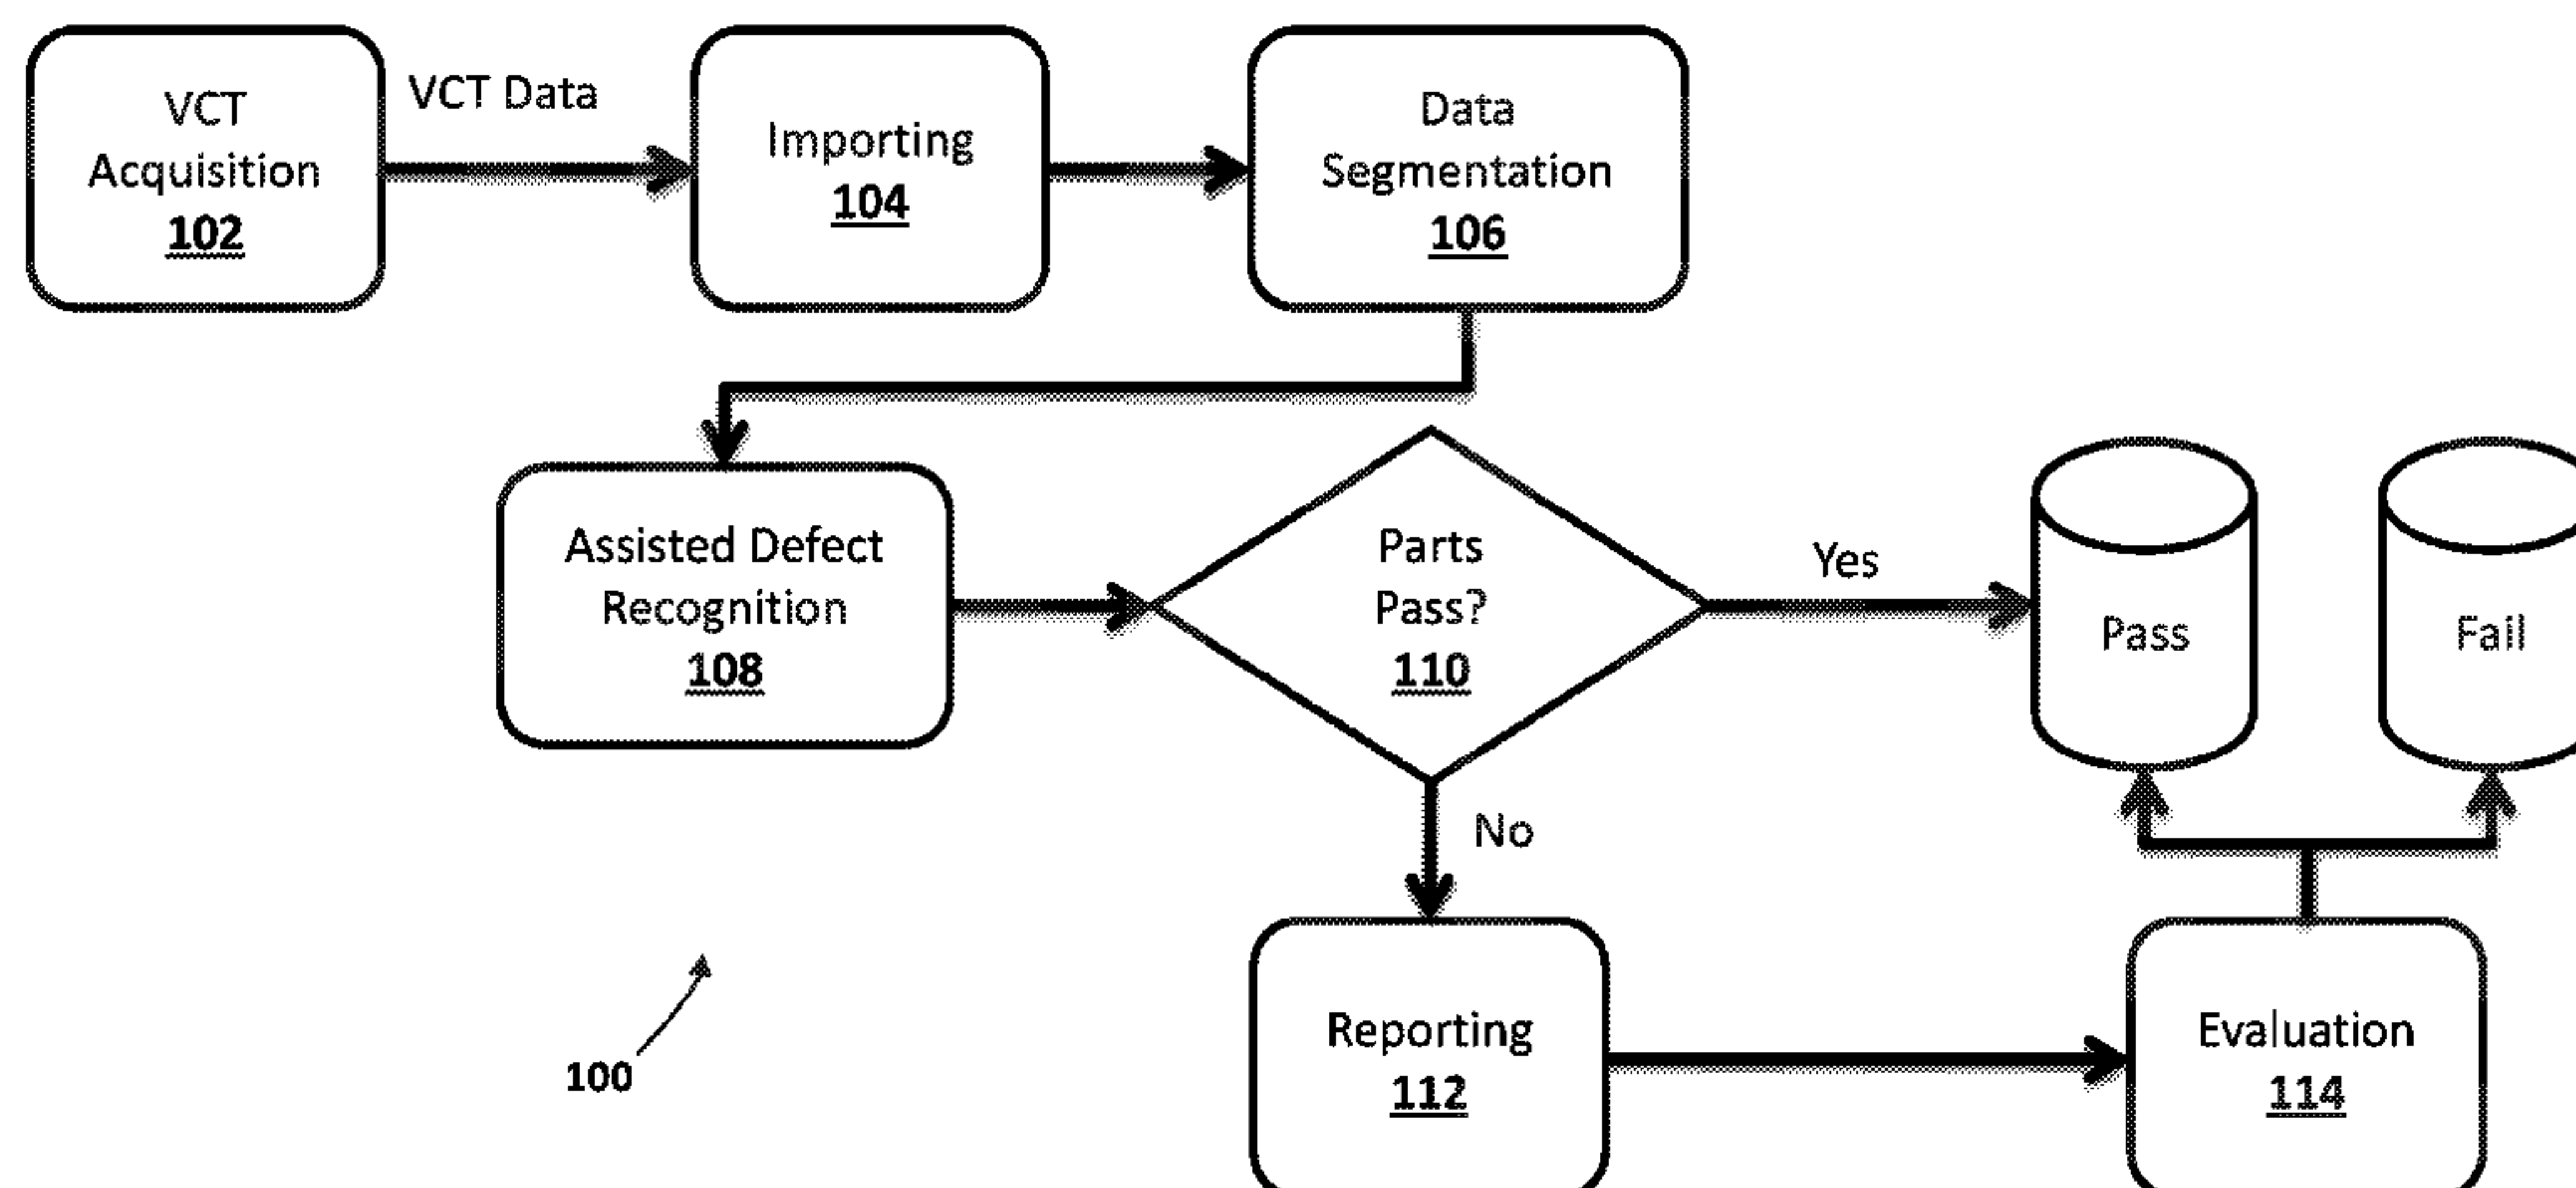 VCT
Acquisition
102
VCT Data
Importing
104
Data
Segmentation
106
Assisted Defect
Recognition
108
Parts
Pass?
110
Yes
Pass
Fail
No
Reporting
112
Evaluation
114
100